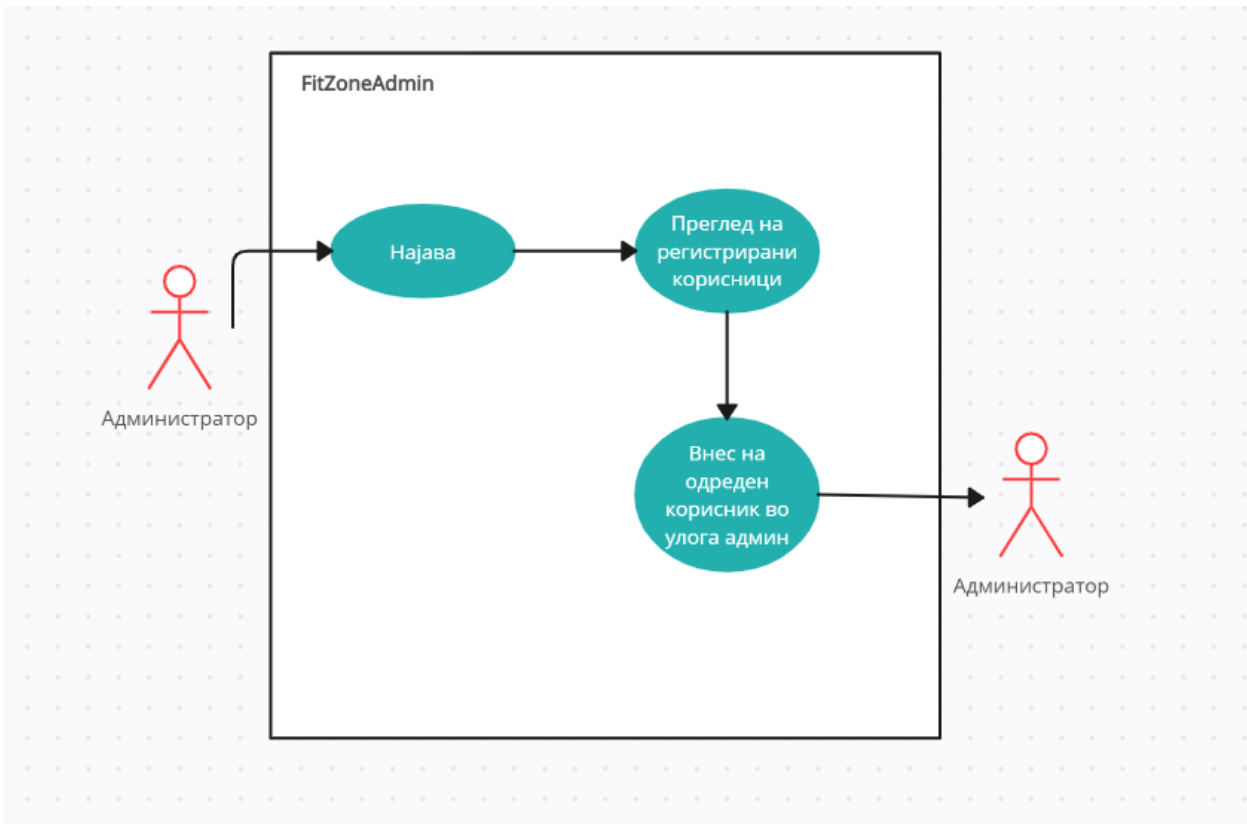 FitZoneAdmin
Најава
Преглед на
регистрирани
корисници
Администратор
Внес на
одреден
корисник во
улога админ
Администратор